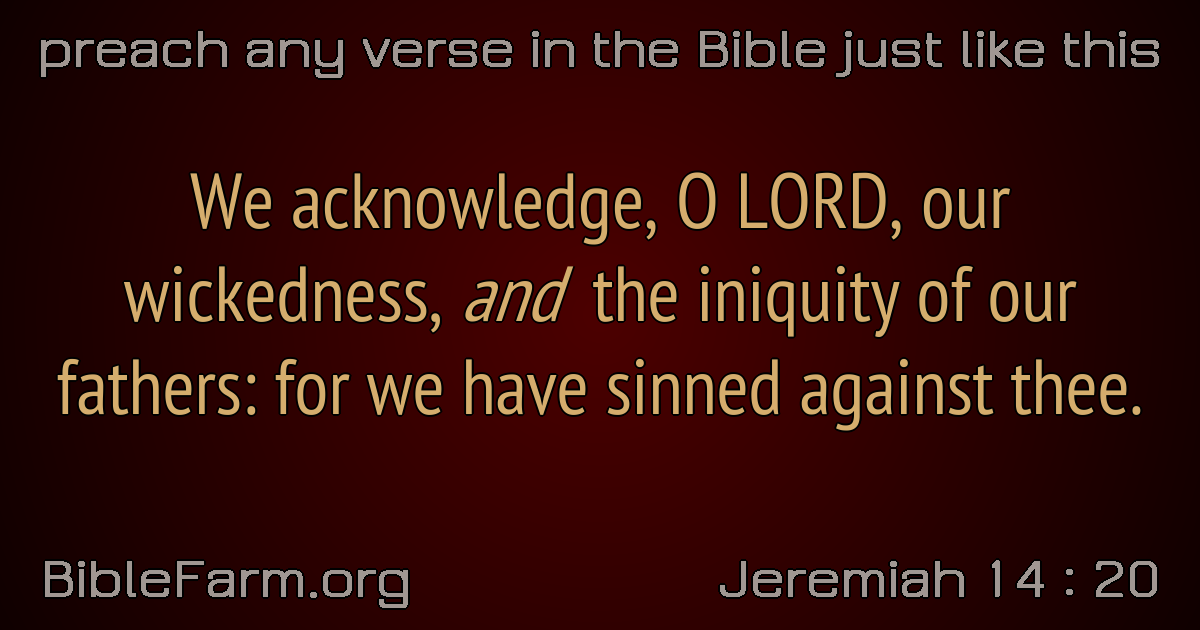 preach any verse in the Bible just like this
We acknowledge, O LORD, our
wickedness, and the iniquity of our
fathers: for we have sinned against thee.
BibleFarm.org
Jeremiah 14 : 20